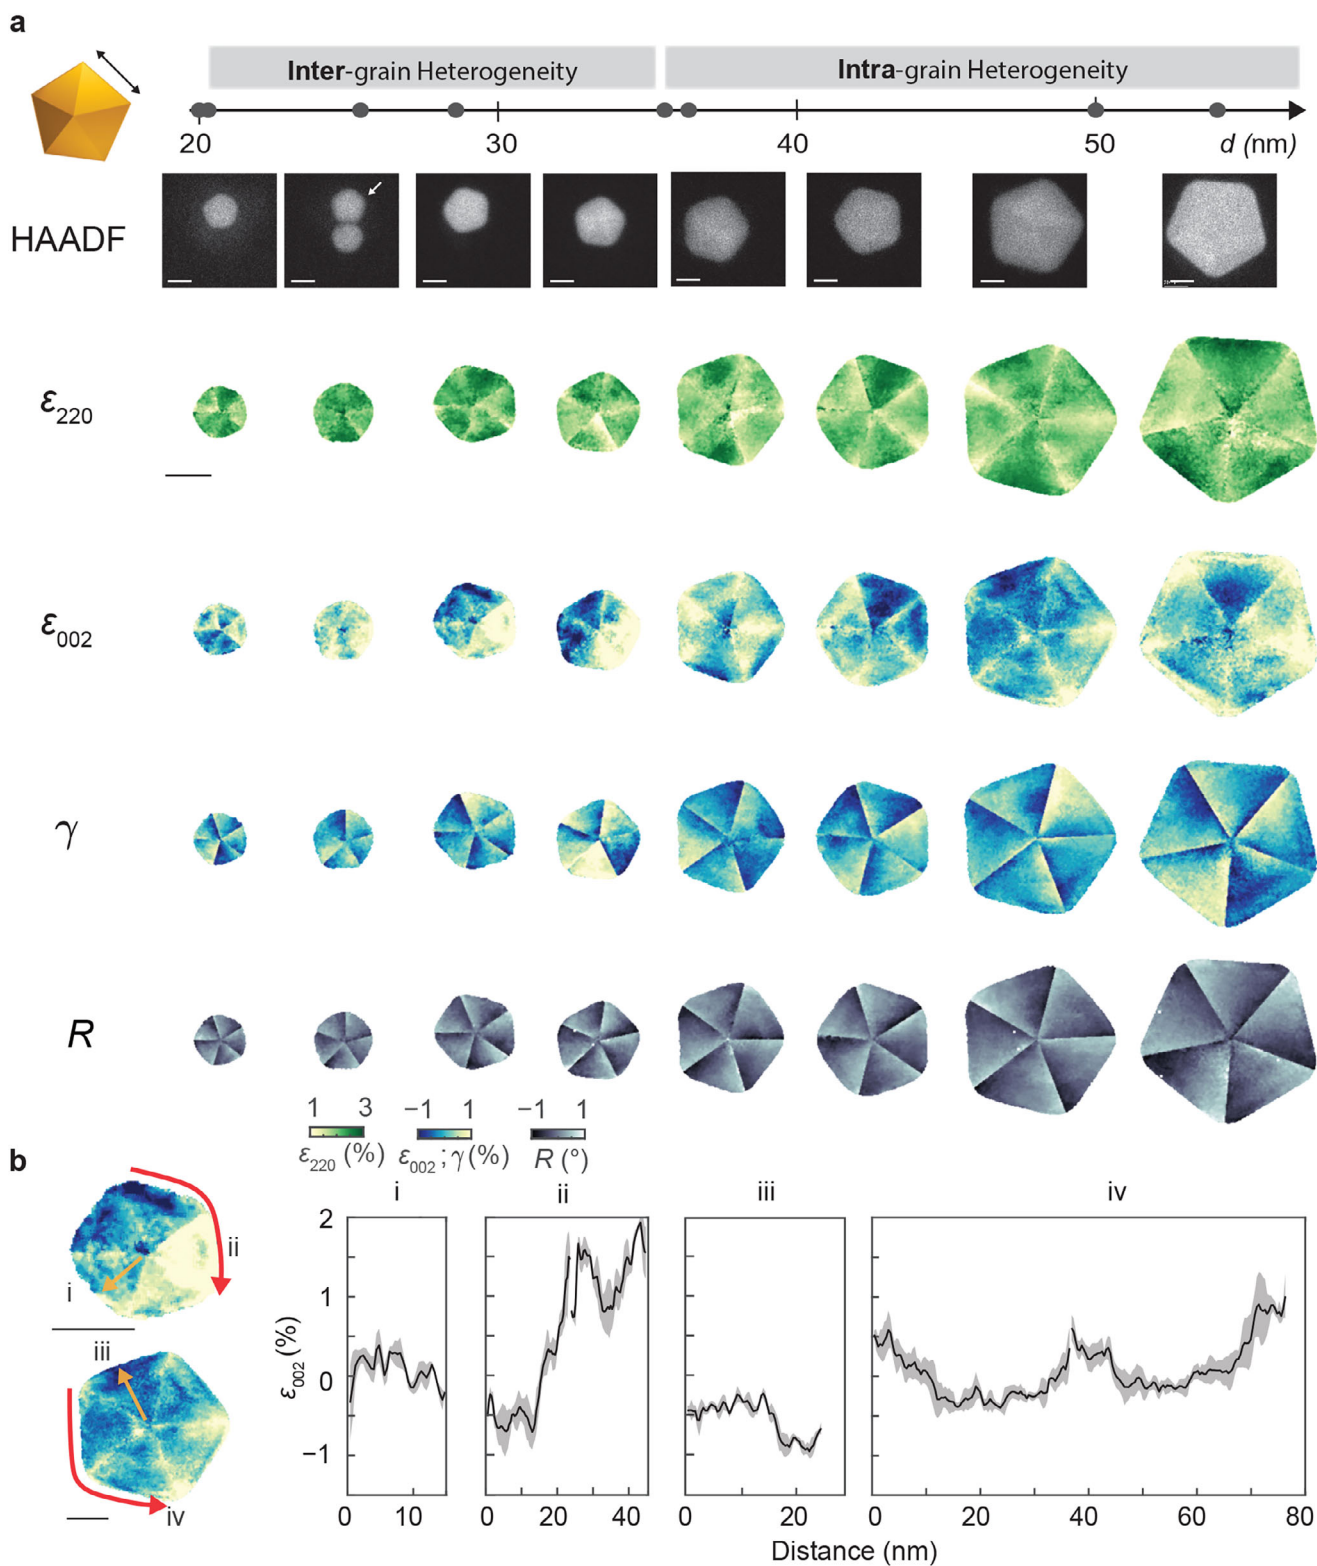 a
Inter-grain Heterogeneity
Intra-grain Heterogeneity
20 30 40 50 d (nm)
HAADF
ε220
ε002
γ
R
1 3 −1 1 −1 1
ε220 (%) ε002 ; γ (%) R (°)
b
i ii iii iv
i
ii
iii
iv
2
1
0
−1
ε002 (%)
0 10 0 20 40 0 20 0 20 40 60 80
Distance (nm)